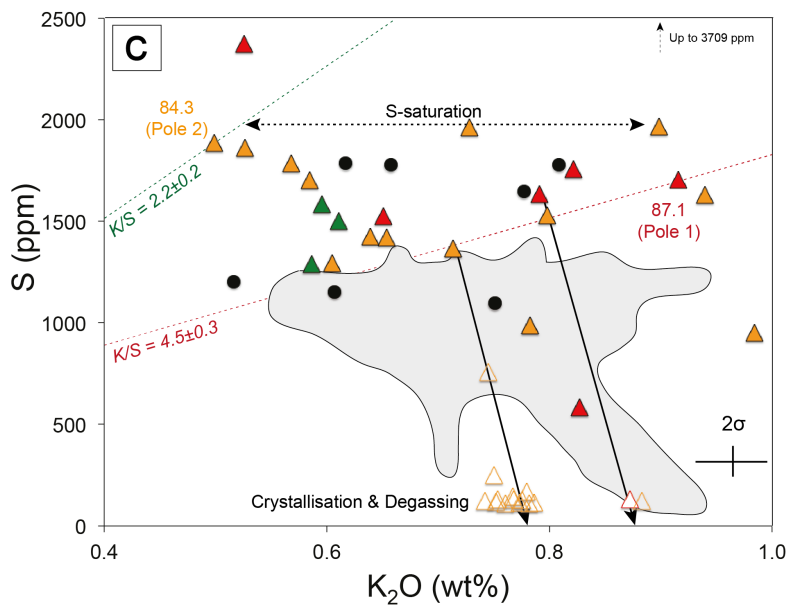 C
Up to 3709 ppm
84.3
(Pole 2)
S-saturation
K/S = 2.2±0.2
87.1
(Pole 1)
K/S = 4.5±0.3
2σ
Crystallisation & Degassing
2500
2000
1500
1000
500
0
S (ppm)
0.4
0.6
0.8
1.0
K₂O (wt%)